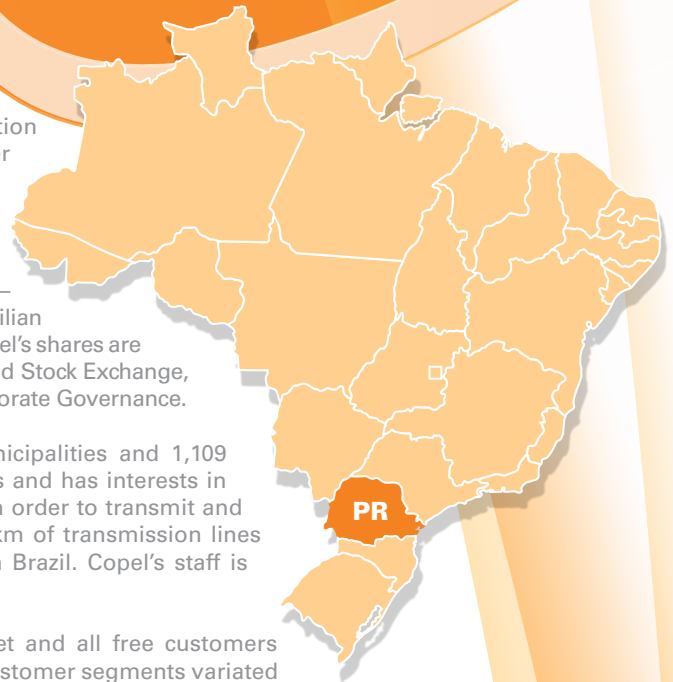 tion
r
–
ilian
el's shares are
d Stock Exchange,
orate Governance.
nicipalities and 1,109
s and has interests in
n order to transmit and
km of transmission lines
n Brazil. Copel's staff is
et and all free customers
stomer segments variated
PR